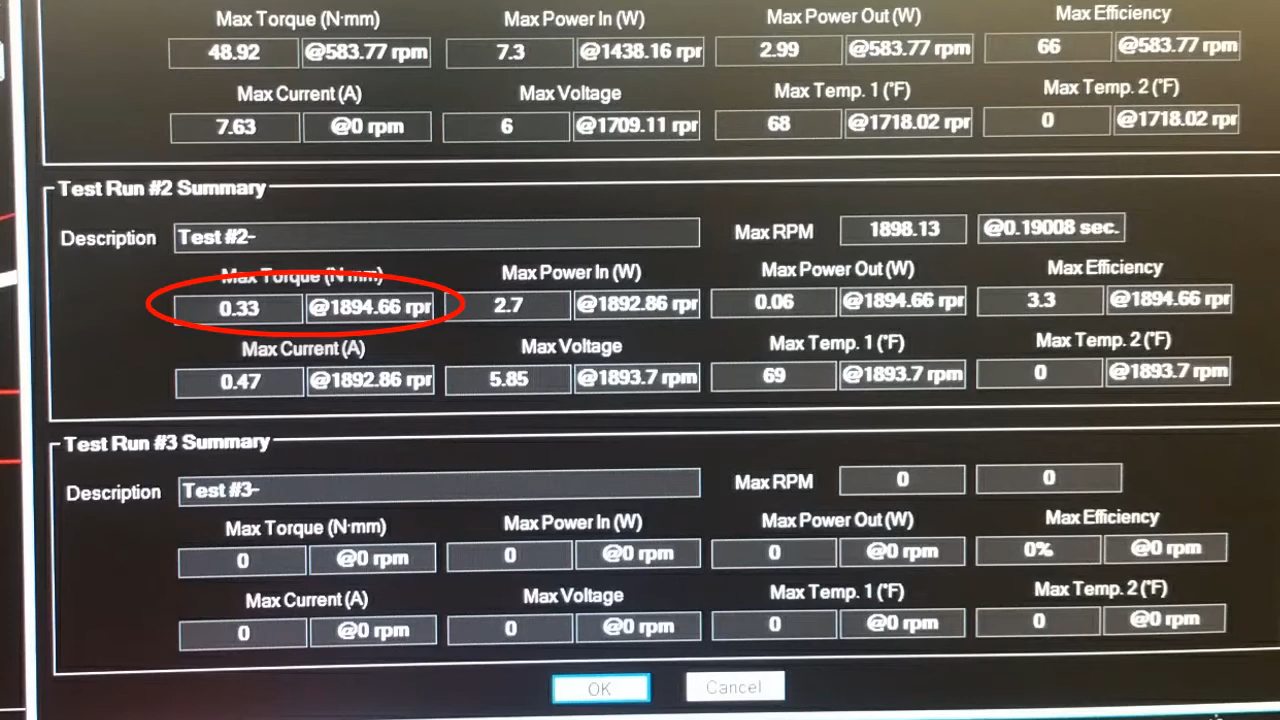 Max Torque (N·mm) Max Power In (W) Max Power Out (W) Max Efficiency
48.92 @583.77 rpm 7.3 @1438.16 rpr 2.99 @583.77 rpm 66 @583.77 rpm
Max Current (A) Max Voltage Max Temp. 1 (°F) Max Temp. 2 (°F)
7.63 @0 rpm 6 @1709.11 rpr 68 @1718.02 rpr 0 @1718.02 rpr
Test Run #2 Summary
Description Test #2- Max RPM 1898.13 @0.19008 sec.
Max Torque (N·mm) Max Power In (W) Max Power Out (W) Max Efficiency
0.33 @1894.66 rpr 2.7 @1892.86 rpr 0.06 @1894.66 rpr 3.3 @1894.66 rpr
Max Current (A) Max Voltage Max Temp. 1 (°F) Max Temp. 2 (°F)
0.47 @1892.86 rpr 5.85 @1893.7 rpm 69 @1893.7 rpm 0 @1893.7 rpm
Test Run #3 Summary
Description Test #3- Max RPM 0 0
Max Torque (N·mm) Max Power In (W) Max Power Out (W) Max Efficiency
0 @0 rpm 0 @0 rpm 0 @0 rpm 0% @0 rpm
Max Current (A) Max Voltage Max Temp. 1 (°F) Max Temp. 2 (°F)
0 @0 rpm 0 @0 rpm 0 @0 rpm 0 @0 rpm
OK Cancel